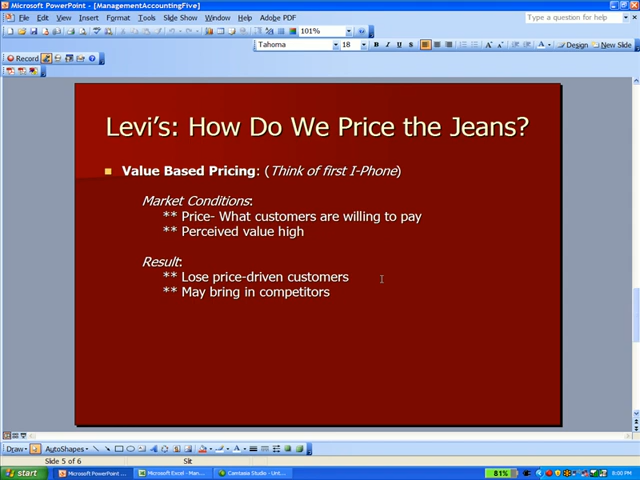 Microsoft PowerPoint - [ManagementAccountingFive]
File Edit View Insert Format Tools Slide Show Window Help Adobe PDF
Type a question for help
101%
Tahoma 18 B I U S Design New Slide
Record
Levi's: How Do We Price the Jeans?
Value Based Pricing: (Think of first I-Phone)
Market Conditions:
** Price- What customers are willing to pay
** Perceived value high
Result:
** Lose price-driven customers
** May bring in competitors
Draw AutoShapes
Slide 5 of 6 Slit
start Microsoft PowerPoint ... Microsoft Excel - Man... Camtasia Studio - Unt... 81% 8:00 PM